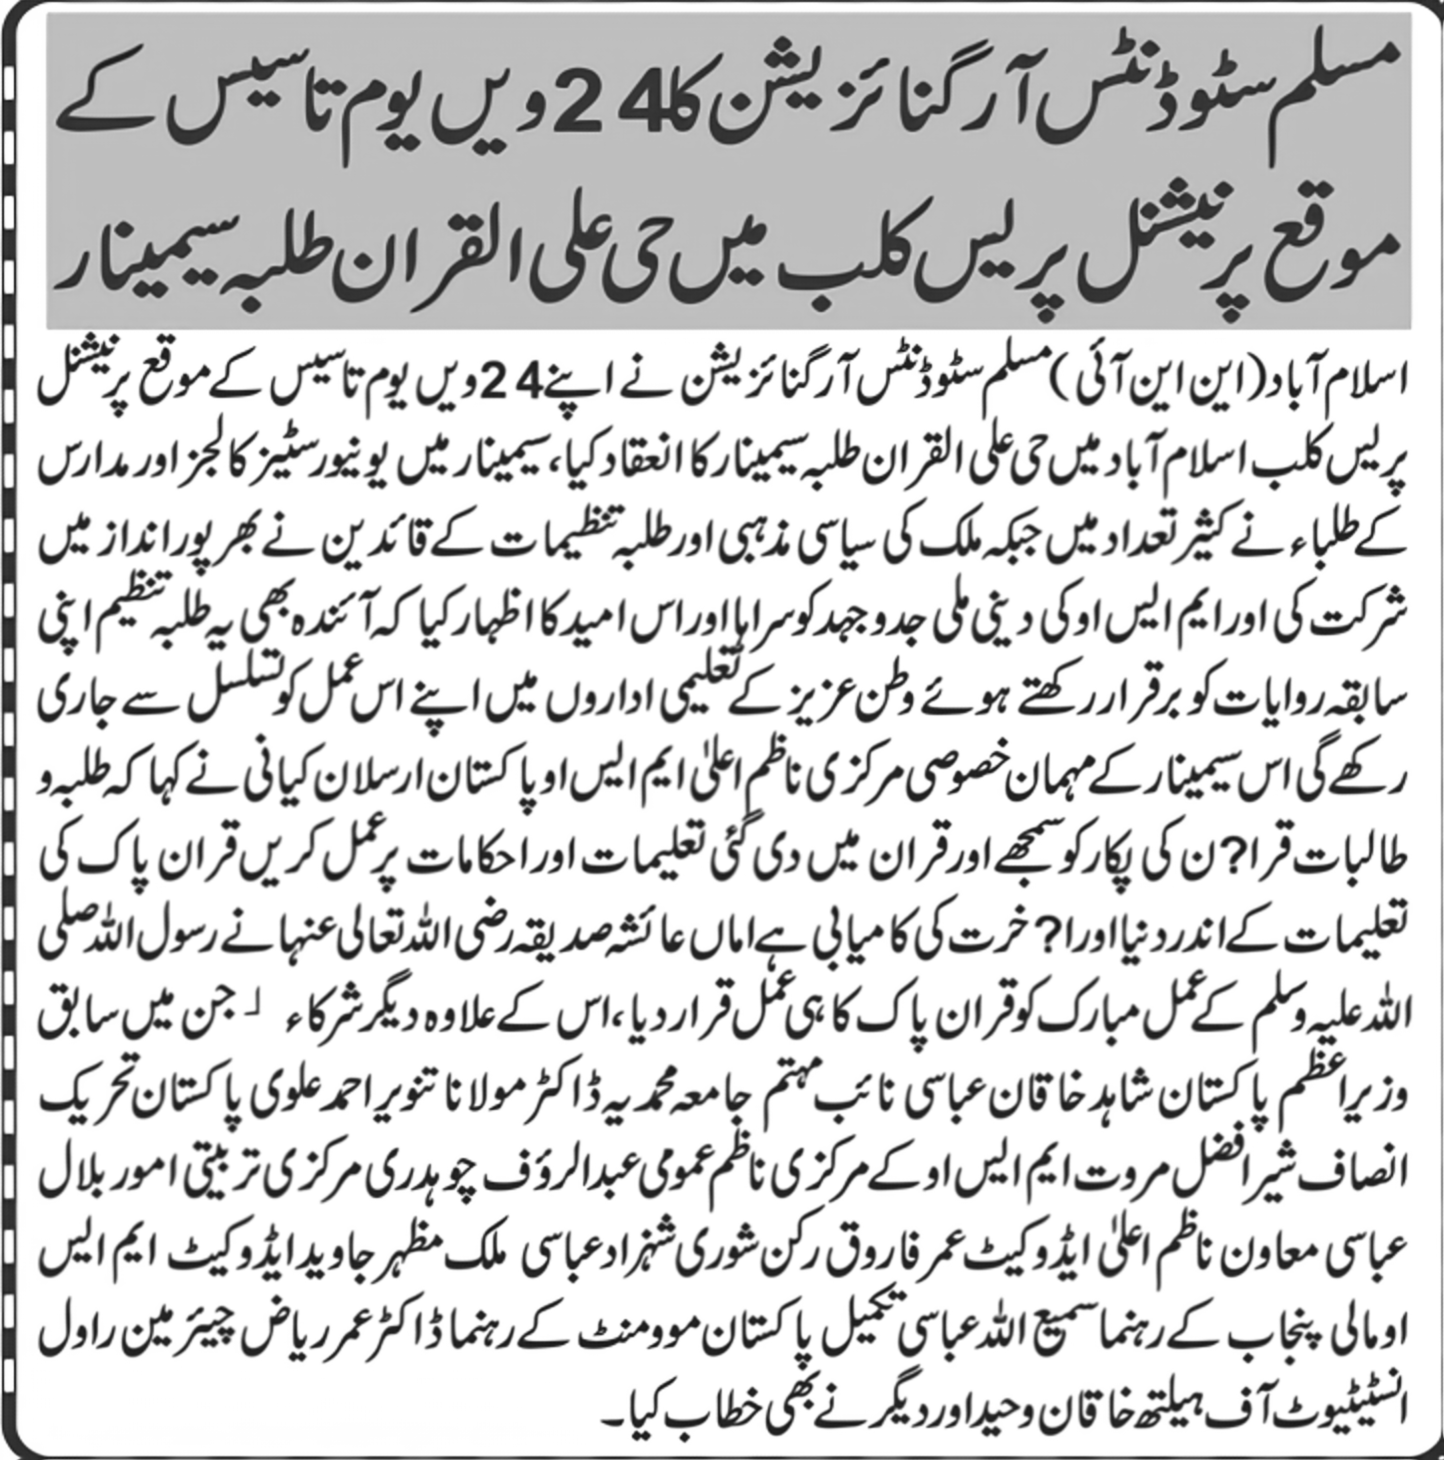 مسلم سٹوڈنٹس آرگنائزیشن کا 24 ویں یوم تاسیس کے
موقع پر نیشنل پریس کلب میں حی علی القران طلبہ سیمینار
اسلام آباد (این این آئی) مسلم سٹوڈنٹس آرگنائزیشن نے اپنے 24 ویں یوم تاسیس کے موقع پر نیشنل
پریس کلب اسلام آباد میں حی علی القران طلبہ سیمینار کا انعقاد کیا، سیمینار میں یونیورسٹیز کالجز اور مدارس
کے طلباء نے کثیر تعداد میں جبکہ ملک کی سیاسی مذہبی اور طلبہ تنظیمات کے قائدین نے بھرپور انداز میں
شرکت کی اور ایم ایس او کی دینی ملی جدوجہد کو سراہا اور اس امید کا اظہار کیا کہ آئندہ بھی یہ طلبہ تنظیم اپنی
سابقہ روایات کو برقرار رکھتے ہوئے وطن عزیز کے تعلیمی اداروں میں اپنے اس عمل کو تسلسل سے جاری
رکھے گی اس سیمینار کے مہمان خصوصی مرکزی ناظم اعلیٰ ایم ایس او پاکستان ارسلان کیانی نے کہا کہ طلبہ و
طالبات قرا?ن کی پکار کو سمجھے اور قران میں دی گئی تعلیمات اور احکامات پر عمل کریں قران پاک کی
تعلیمات کے اندر دنیا اور ا?خرت کی کامیابی ہے اماں عائشہ صدیقہ رضی اللہ تعالی عنہا نے رسول اللہ صلی
اللہ علیہ وسلم کے عمل مبارک کو قران پاک کا ہی عمل قرار دیا، اس کے علاوہ دیگر شرکاء لـ جن میں سابق
وزیر اعظم پاکستان شاہد خاقان عباسی نائب مہتمم جامعہ محمدیہ ڈاکٹر مولانا تنویر احمد علوی پاکستان تحریک
انصاف شیر افضل مروت ایم ایس او کے مرکزی ناظم عمومی عبدالرؤف چوہدری مرکزی تربیتی امور بلال
عباسی معاون ناظم اعلیٰ ایڈوکیٹ عمر فاروق رکن شوری شہزاد عباسی ملک مظہر جاوید ایڈوکیٹ ایم ایس
او مالی پنجاب کے رہنما سمیع اللہ عباسی تکمیل پاکستان موومنٹ کے رہنما ڈاکٹر عمر ریاض چیئرمین راول
انسٹیٹیوٹ آف ہیلتھ خاقان وحید اور دیگر نے بھی خطاب کیا۔